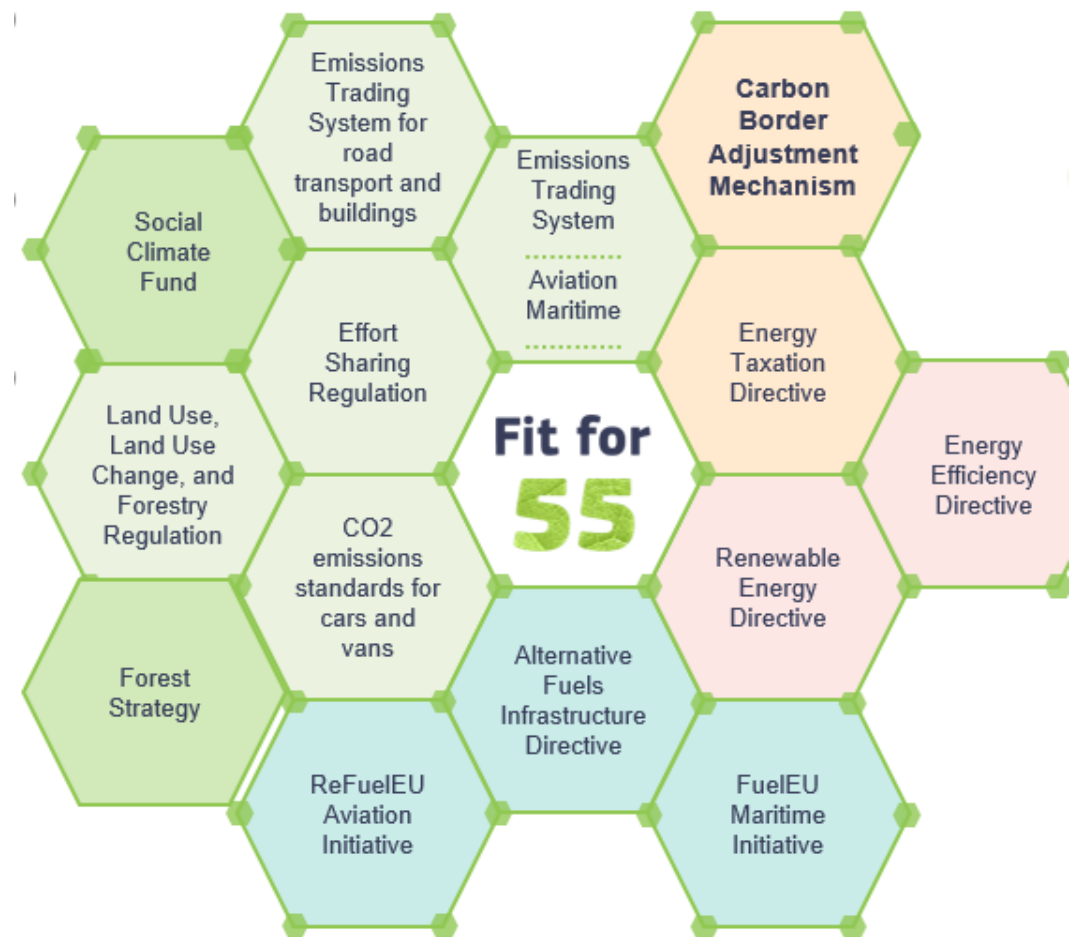 Emissions
Trading
System for
road
transport and
buildings
Carbon
Border
Adjustment
Mechanism
Emissions
Trading
System
Aviation
Maritime
Social
Climate
Fund
Effort
Sharing
Regulation
Energy
Taxation
Directive
Land Use,
Land Use
Change, and
Forestry
Regulation
Fit for
55
Energy
Efficiency
Directive
CO2
emissions
standards for
cars and
vans
Renewable
Energy
Directive
Forest
Strategy
Alternative
Fuels
Infrastructure
Directive
ReFuelEU
Aviation
Initiative
FuelEU
Maritime
Initiative